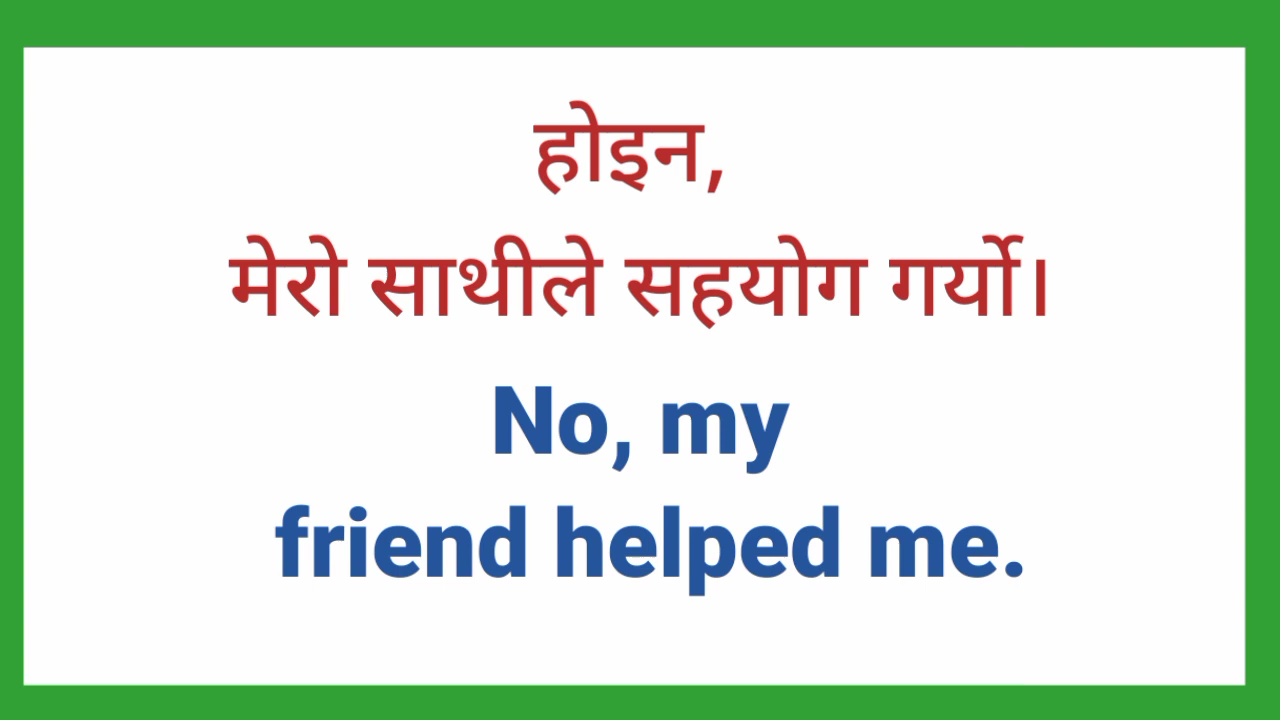 होइन,
मेरो साथीले सहयोग गर्यो।
No, my
friend helped me.